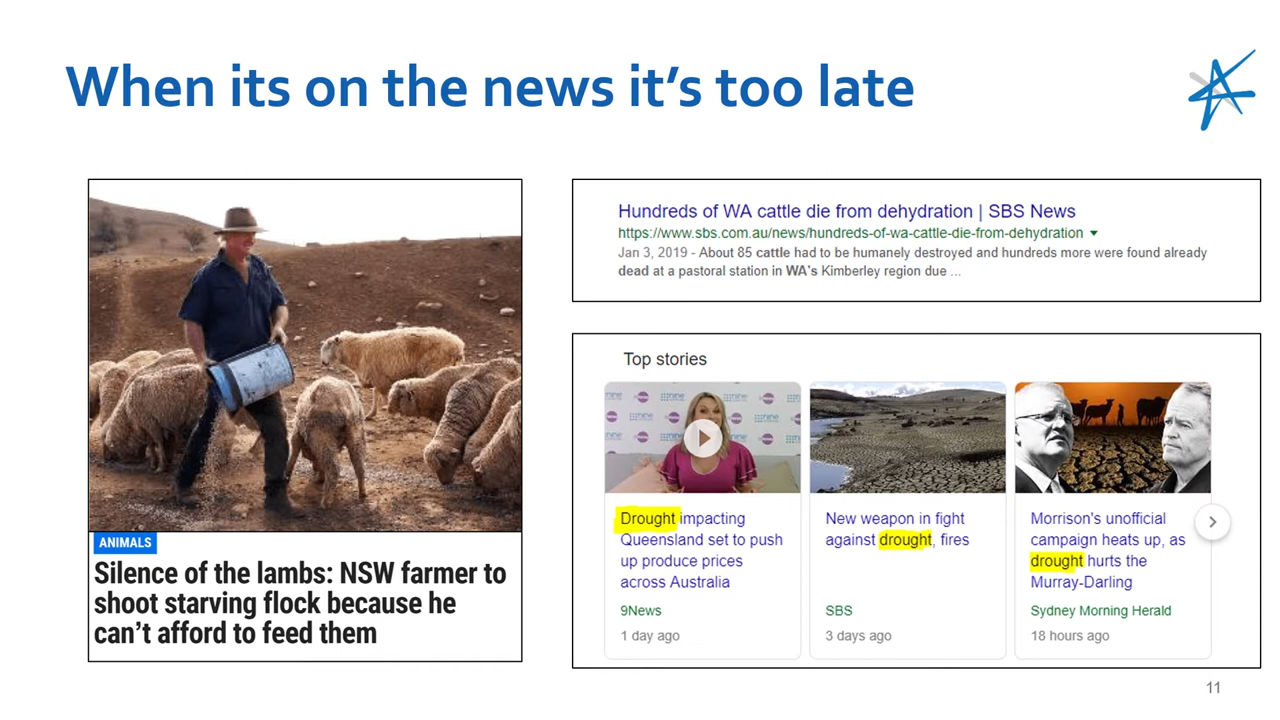 When its on the news it’s too late
ANIMALS
Silence of the lambs: NSW farmer to
shoot starving flock because he
can’t afford to feed them
Hundreds of WA cattle die from dehydration | SBS News
https://www.sbs.com.au/news/hundreds-of-wa-cattle-die-from-dehydration
Jan 3, 2019 - About 85 cattle had to be humanely destroyed and hundreds more were found already
dead at a pastoral station in WA's Kimberley region due ...
Top stories
Drought impacting
Queensland set to push
up produce prices
across Australia
9News
1 day ago
New weapon in fight
against drought, fires
SBS
3 days ago
Morrison's unofficial
campaign heats up, as
drought hurts the
Murray-Darling
Sydney Morning Herald
18 hours ago
11